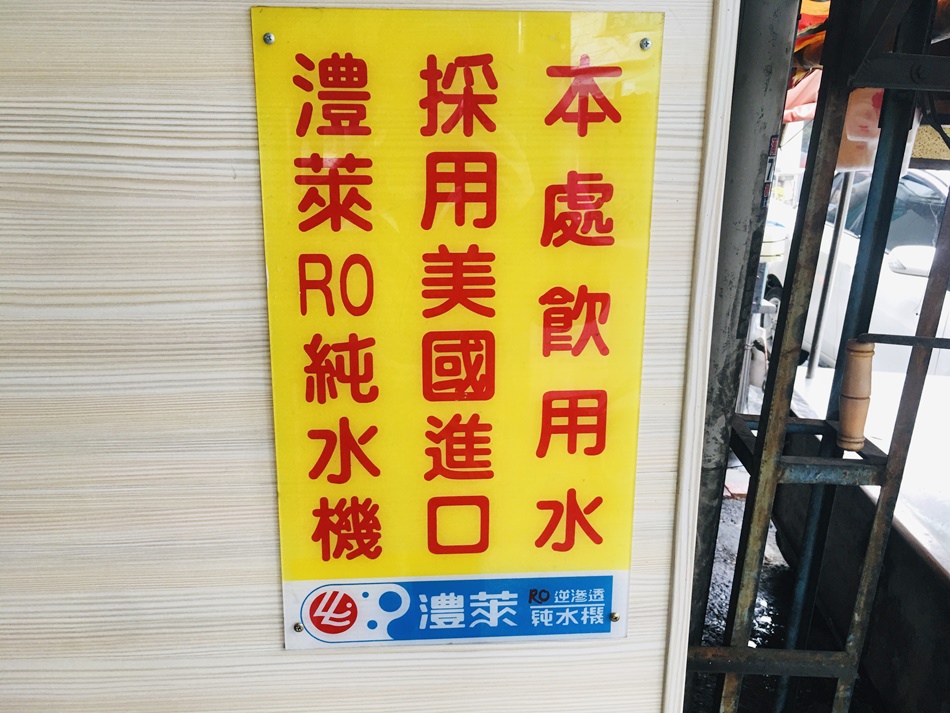 本處飲用水
採用美國進口
澧萊RO純水機
澧萊
RO逆滲透
純水機